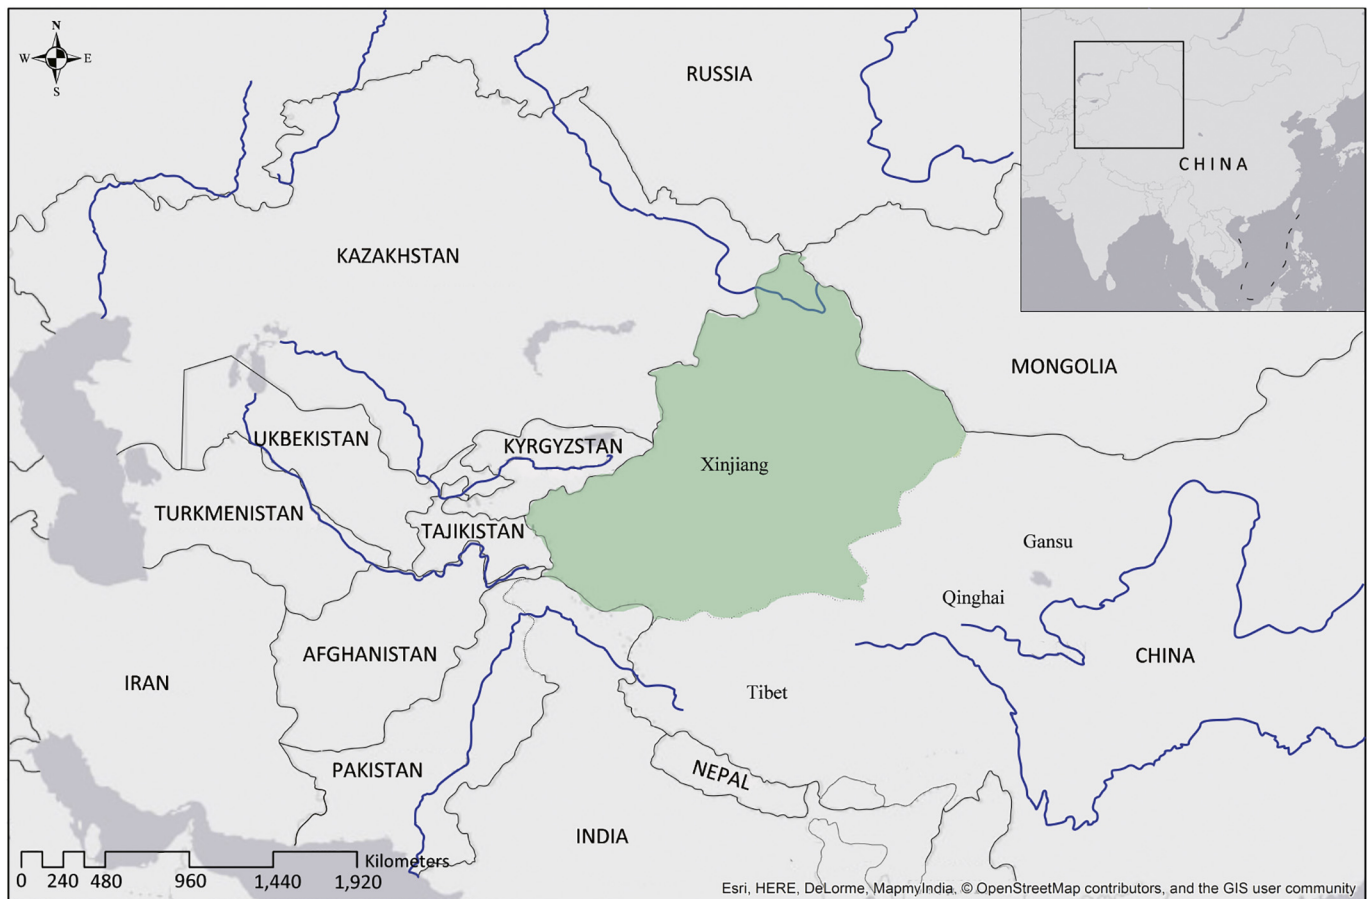 N
W E
S
RUSSIA
CHINA
KAZAKHSTAN
MONGOLIA
UKBEKISTAN
KYRGYZSTAN
Xinjiang
TURKMENISTAN
TAJIKISTAN
Gansu
Qinghai
AFGHANISTAN
CHINA
IRAN
Tibet
PAKISTAN
NEPAL
INDIA
Kilometers
0 240 480 960 1,440 1,920
Esri, HERE, DeLorme, MapmyIndia, © OpenStreetMap contributors, and the GIS user community